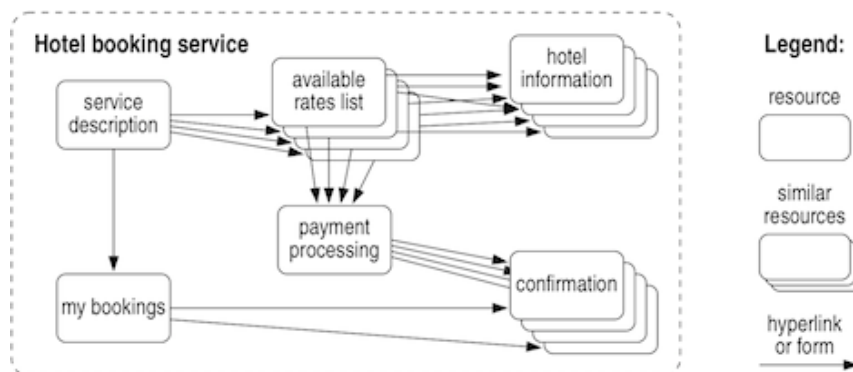 Hotel booking service
service
description
available
rates list
hotel
information
payment
processing
my bookings
confirmation
Legend:
resource
similar
resources
hyperlink
or form